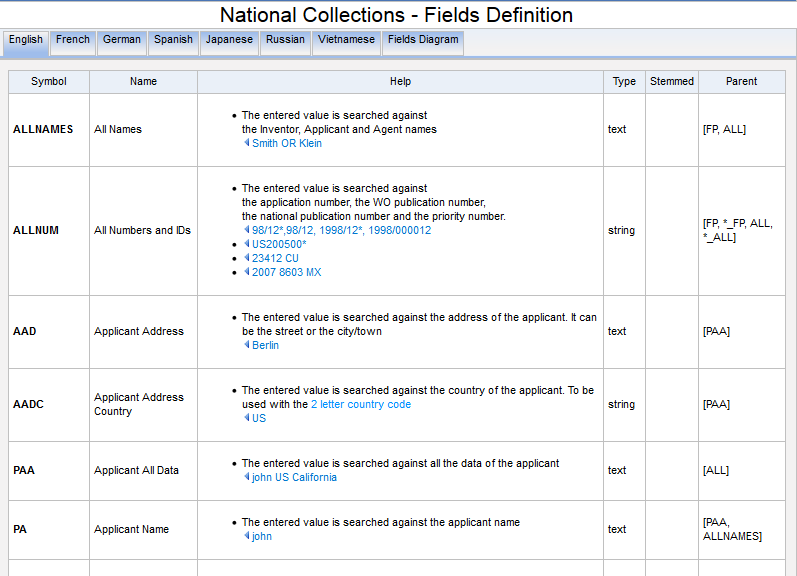 National Collections - Fields Definition
English French German Spanish Japanese Russian Vietnamese Fields Diagram
Symbol Name Help Type Stemmed Parent
ALLNAMES All Names
The entered value is searched against
the Inventor, Applicant and Agent names
Smith OR Klein
text [FP, ALL]
ALLNUM All Numbers and IDs
The entered value is searched against
the application number, the WO publication number,
the national publication number and the priority number.
98/12*,98/12, 1998/12*, 1998/000012
US200500*
23412 CU
2007 8603 MX
string
[FP, *_FP, ALL,
*_ALL]
AAD Applicant Address
The entered value is searched against the address of the applicant. It can
be the street or the city/town
Berlin
text [PAA]
AADC
Applicant Address
Country
The entered value is searched against the country of the applicant. To be
used with the 2 letter country code
US
string [PAA]
PAA Applicant All Data
The entered value is searched against all the data of the applicant
john US California
text [ALL]
PA Applicant Name
The entered value is searched against the applicant name
john
text
[PAA,
ALLNAMES]